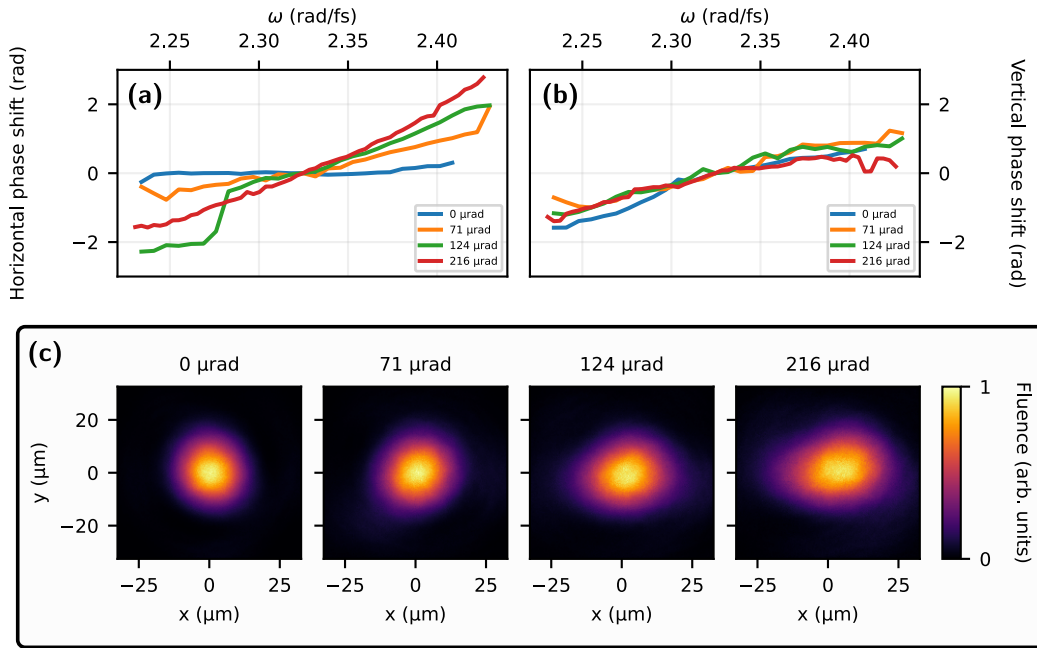 ω (rad/fs)
2.25 2.30 2.35 2.40
Horizontal phase shift (rad)
(a)
2
0
−2
0 μrad
71 μrad
124 μrad
216 μrad
ω (rad/fs)
2.25 2.30 2.35 2.40
(b)
2
0
−2
Vertical phase shift (rad)
0 μrad
71 μrad
124 μrad
216 μrad
(c)
0 μrad 71 μrad 124 μrad 216 μrad
y (μm)
20
0
−20
−25 0 25 −25 0 25 −25 0 25 −25 0 25
x (μm) x (μm) x (μm) x (μm)
1
0
Fluence (arb. units)